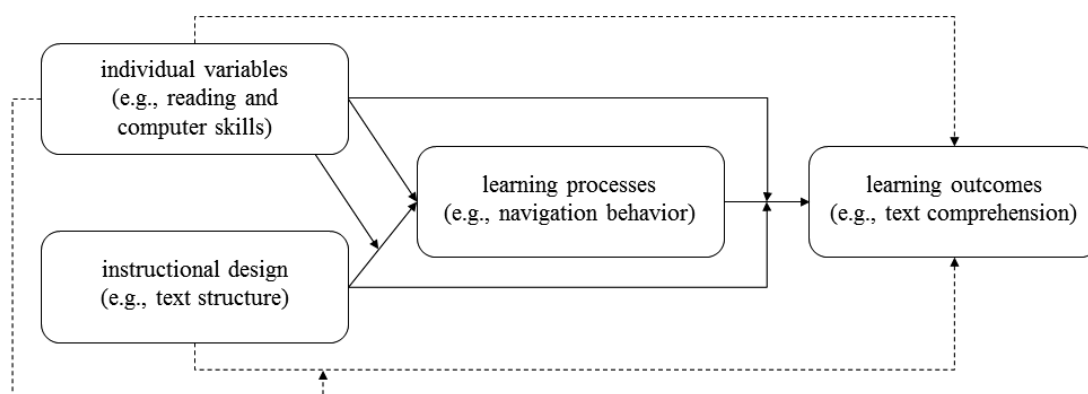 individual variables
(e.g., reading and
computer skills)
learning processes
(e.g., navigation behavior)
learning outcomes
(e.g., text comprehension)
instructional design
(e.g., text structure)